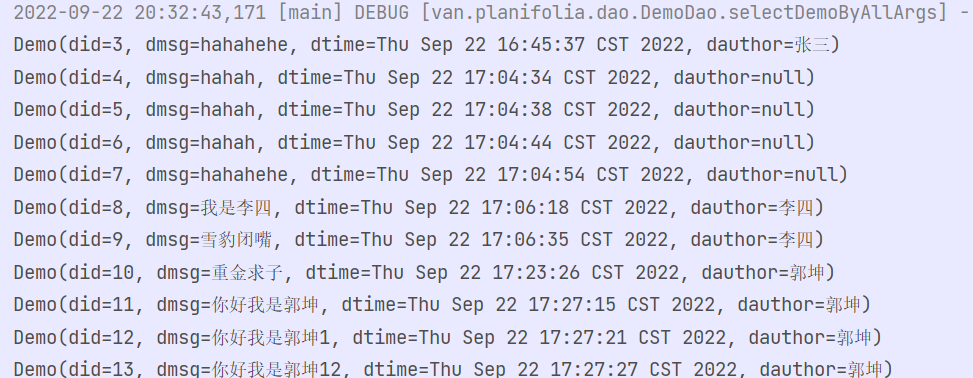 2022-09-22 20:32:43,171 [main] DEBUG [van.planifolia.dao.DemoDao.selectDemoByAllArgs] -
Demo(did=3, dmsg=hahahehe, dtime=Thu Sep 22 16:45:37 CST 2022, dauthor=张三)
Demo(did=4, dmsg=hahah, dtime=Thu Sep 22 17:04:34 CST 2022, dauthor=null)
Demo(did=5, dmsg=hahah, dtime=Thu Sep 22 17:04:38 CST 2022, dauthor=null)
Demo(did=6, dmsg=hahah, dtime=Thu Sep 22 17:04:44 CST 2022, dauthor=null)
Demo(did=7, dmsg=hahahehe, dtime=Thu Sep 22 17:04:54 CST 2022, dauthor=null)
Demo(did=8, dmsg=我是李四, dtime=Thu Sep 22 17:06:18 CST 2022, dauthor=李四)
Demo(did=9, dmsg=雪豹闭嘴, dtime=Thu Sep 22 17:06:35 CST 2022, dauthor=李四)
Demo(did=10, dmsg=重金求子, dtime=Thu Sep 22 17:23:26 CST 2022, dauthor=郭坤)
Demo(did=11, dmsg=你好我是郭坤, dtime=Thu Sep 22 17:27:15 CST 2022, dauthor=郭坤)
Demo(did=12, dmsg=你好我是郭坤1, dtime=Thu Sep 22 17:27:21 CST 2022, dauthor=郭坤)
Demo(did=13, dmsg=你好我是郭坤12, dtime=Thu Sep 22 17:27:27 CST 2022, dauthor=郭坤)